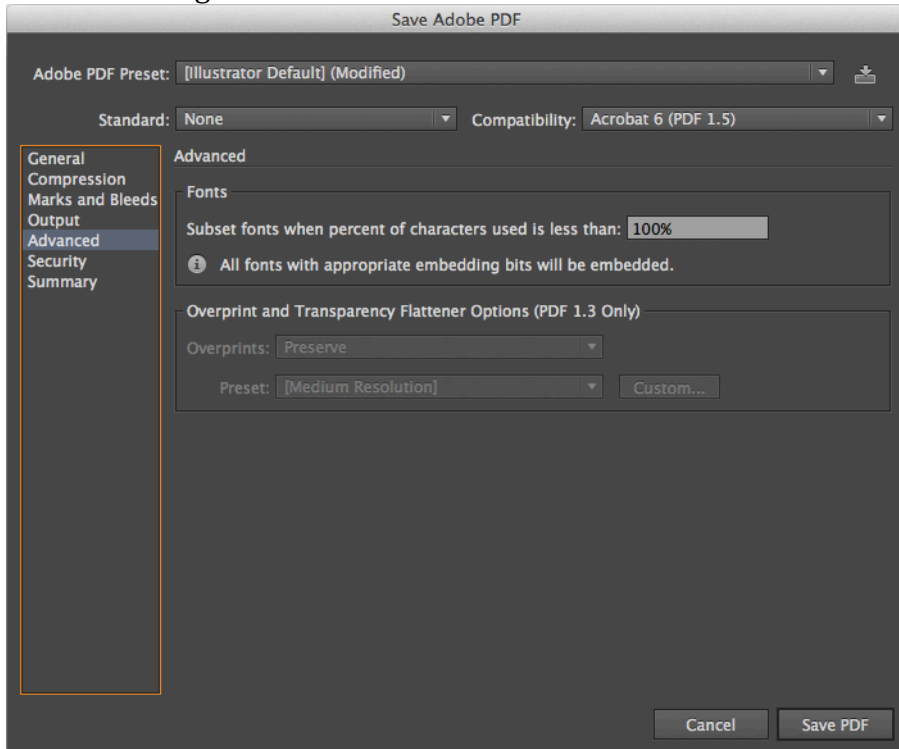 Save Adobe PDF
Adobe PDF Preset: [Illustrator Default] (Modified)
Standard: None Compatibility: Acrobat 6 (PDF 1.5)
General
Compression
Marks and Bleeds
Output
Advanced
Security
Summary
Advanced
Fonts
Subset fonts when percent of characters used is less than: 100%
All fonts with appropriate embedding bits will be embedded.
Overprint and Transparency Flattener Options (PDF 1.3 Only)
Overprints: Preserve
Preset: [Medium Resolution] Custom...
Cancel Save PDF